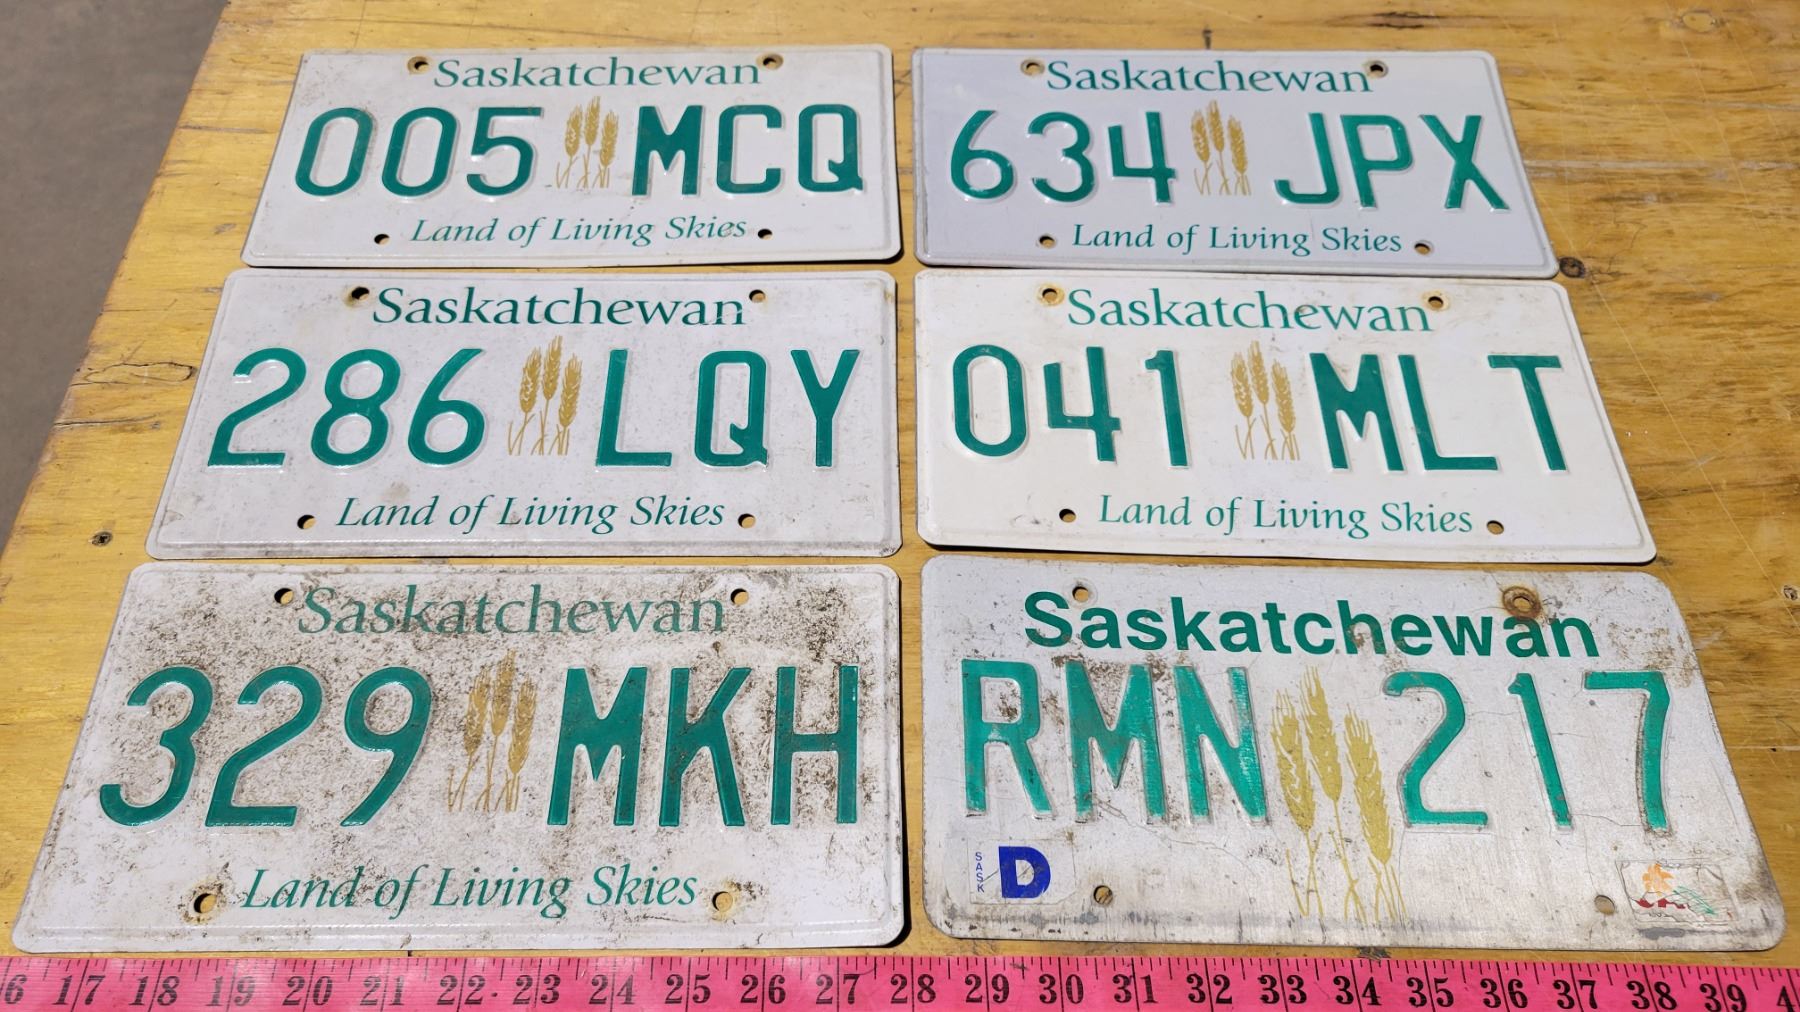 Saskatchewan
005 MCQ
Land of Living Skies
Saskatchewan
634 JPX
Land of Living Skies
Saskatchewan
286 LQY
Land of Living Skies
Saskatchewan
041 MLT
Land of Living Skies
Saskatchewan
329 MKH
Land of Living Skies
Saskatchewan
RMN 217
SASK D
6 17 18 19 20 21 22 23 24 25 26 27 28 29 30 31 32 33 34 35 36 37 38 39 4